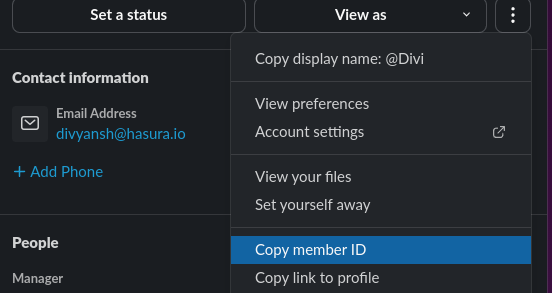 Set a status
View as
Contact information
Email Address
divyansh@hasura.io
+ Add Phone
People
Manager
Copy display name: @Divi
View preferences
Account settings
View your files
Set yourself away
Copy member ID
Copy link to profile